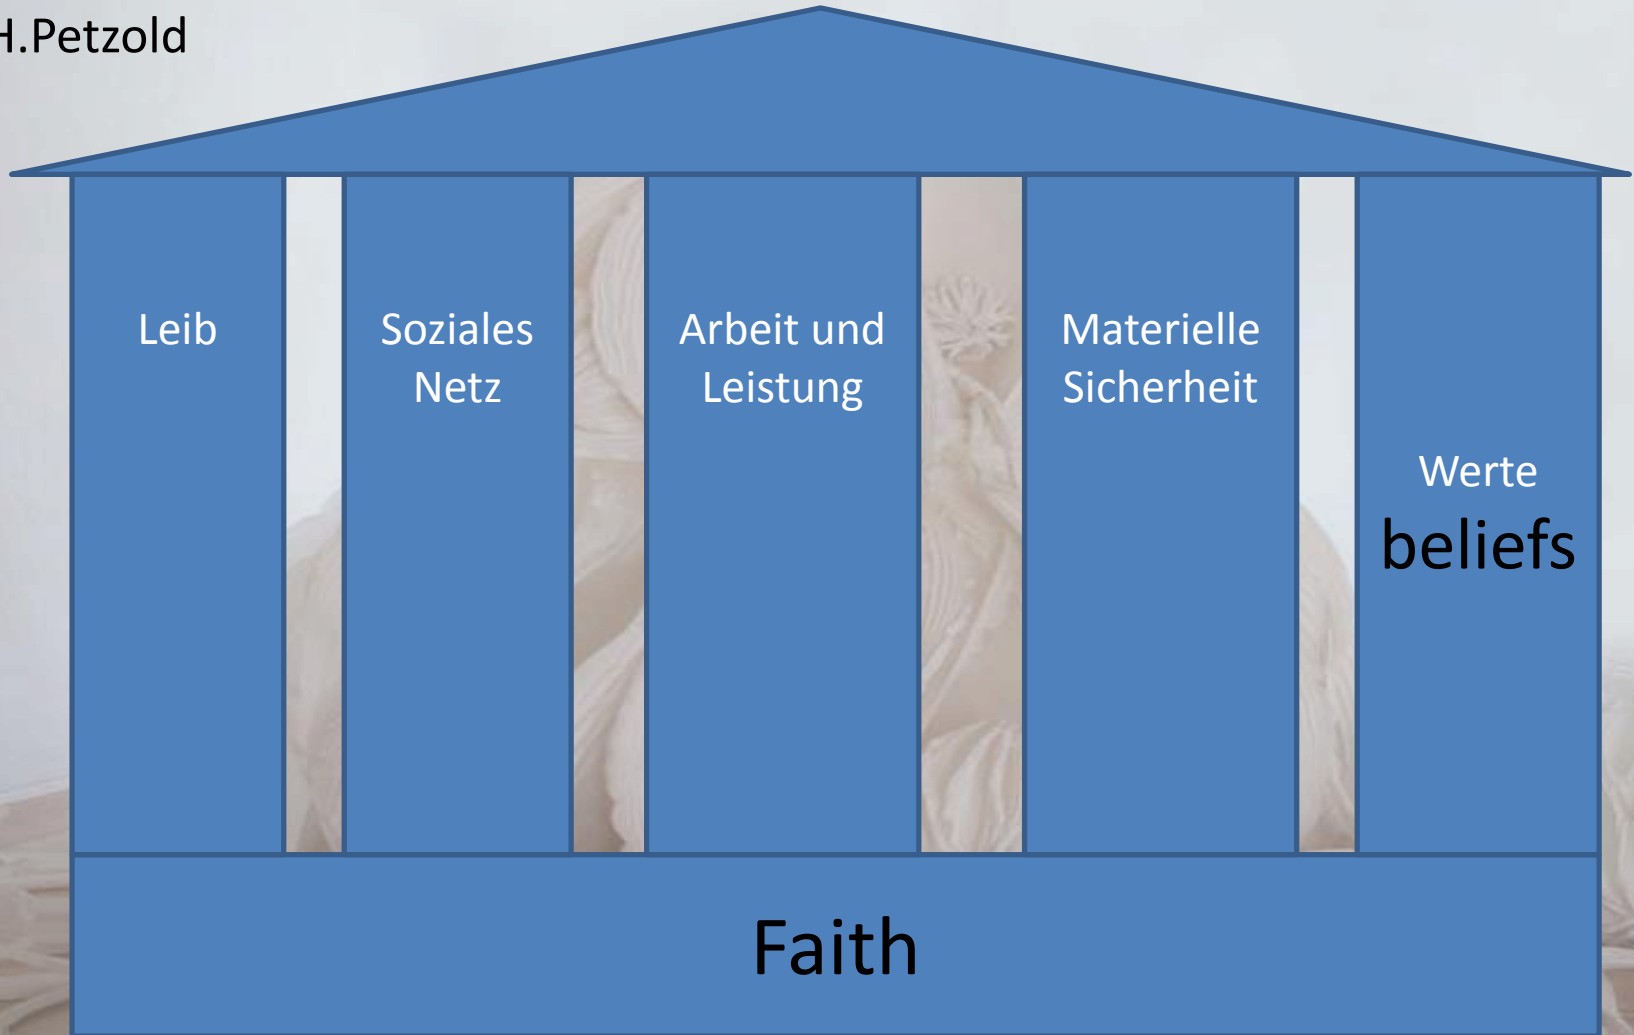 H.Petzold
Leib
Soziales
Netz
Arbeit und
Leistung
Materielle
Sicherheit
Werte
beliefs
Faith